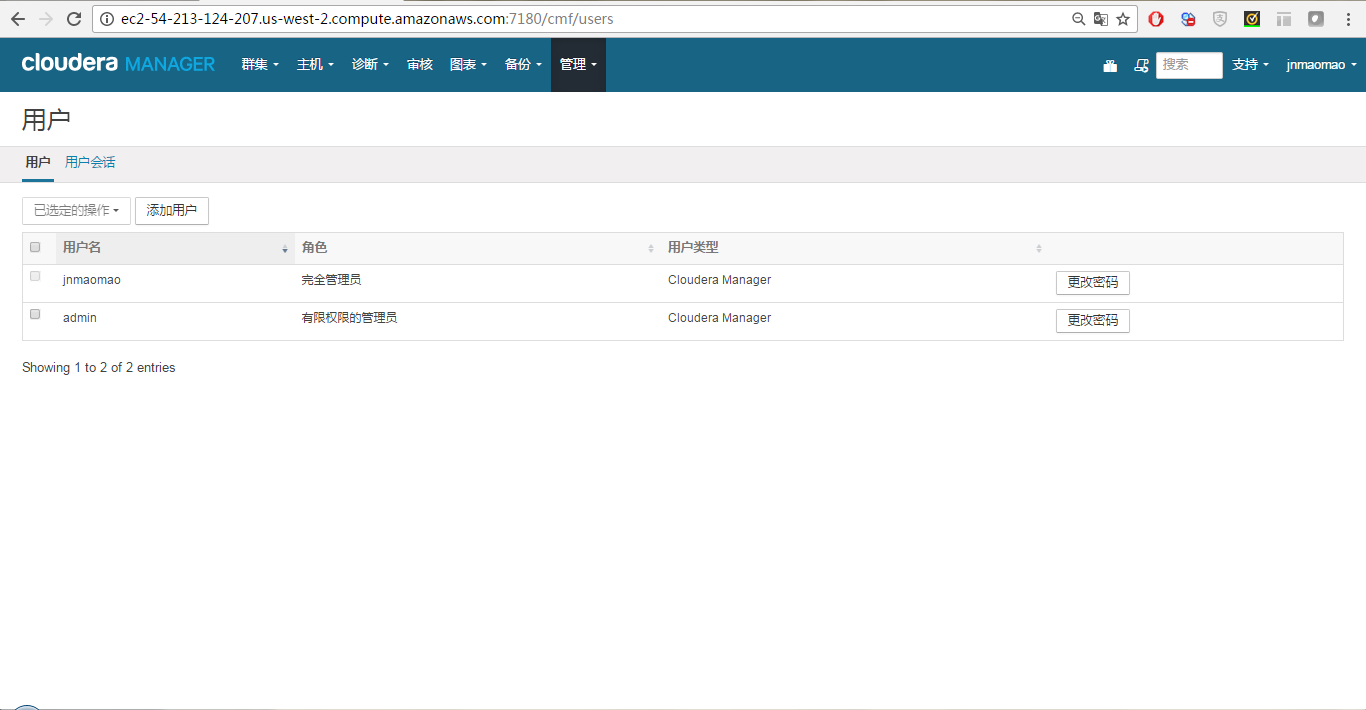 ec2-54-213-124-207.us-west-2.compute.amazonaws.com:7180/cmf/users
cloudera MANAGER 群集 主机 诊断 审核 图表 备份 管理 搜索 支持 jnmaomao
用户
用户 用户会话
已选定的操作 添加用户
用户名 角色 用户类型
jnmaomao 完全管理员 Cloudera Manager 更改密码
admin 有限权限的管理员 Cloudera Manager 更改密码
Showing 1 to 2 of 2 entries